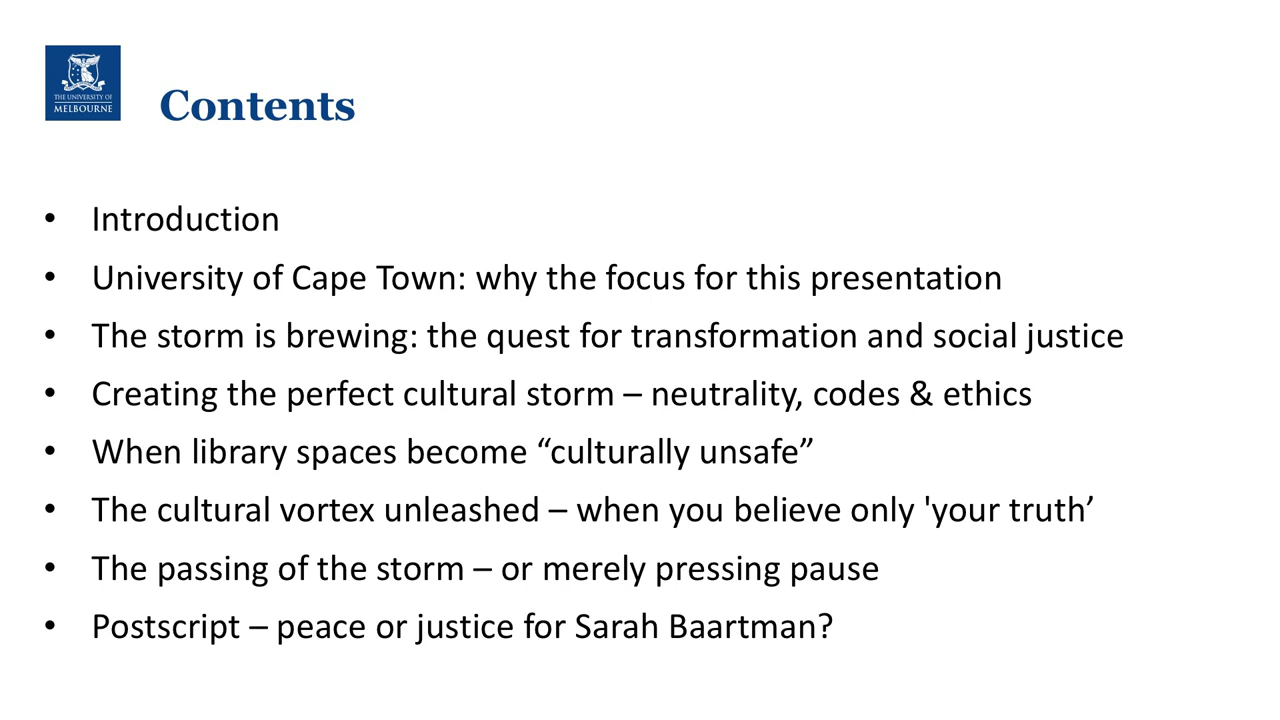 THE UNIVERSITY OF
MELBOURNE
Contents
• Introduction
• University of Cape Town: why the focus for this presentation
• The storm is brewing: the quest for transformation and social justice
• Creating the perfect cultural storm – neutrality, codes & ethics
• When library spaces become “culturally unsafe”
• The cultural vortex unleashed – when you believe only 'your truth’
• The passing of the storm – or merely pressing pause
• Postscript – peace or justice for Sarah Baartman?